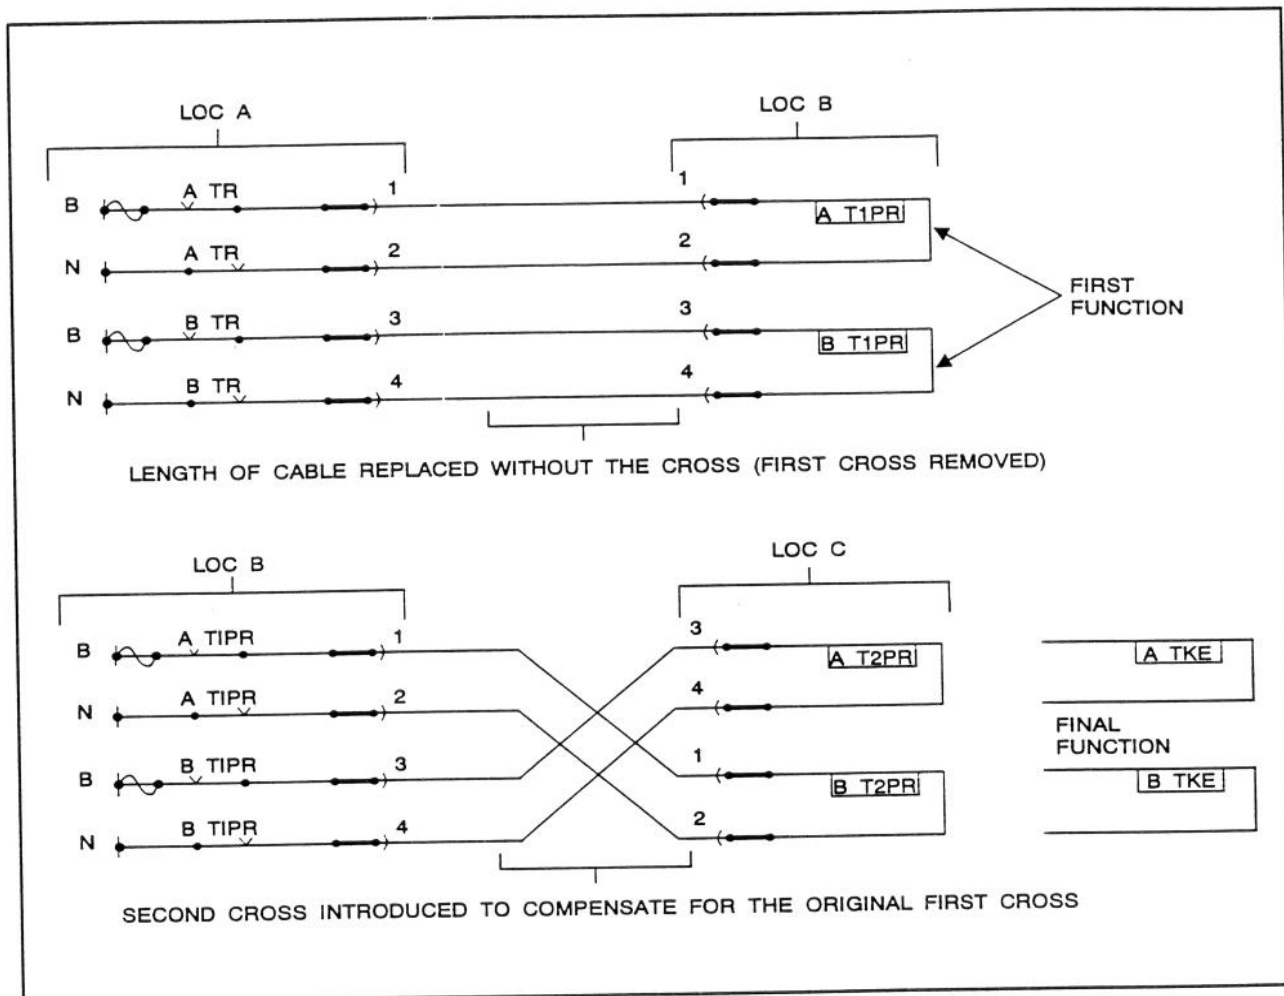 LOC A
LOC B
B A TR 1 1 A T1PR
N A TR 2 2
FIRST
FUNCTION
B B TR 3 3 B T1PR
N B TR 4 4
LENGTH OF CABLE REPLACED WITHOUT THE CROSS (FIRST CROSS REMOVED)
LOC B
LOC C
B A TIPR 1 3 A T2PR A TKE
N A TIPR 2 4
FINAL
FUNCTION
B B TIPR 3 1 B T2PR B TKE
N B TIPR 4 2
SECOND CROSS INTRODUCED TO COMPENSATE FOR THE ORIGINAL FIRST CROSS